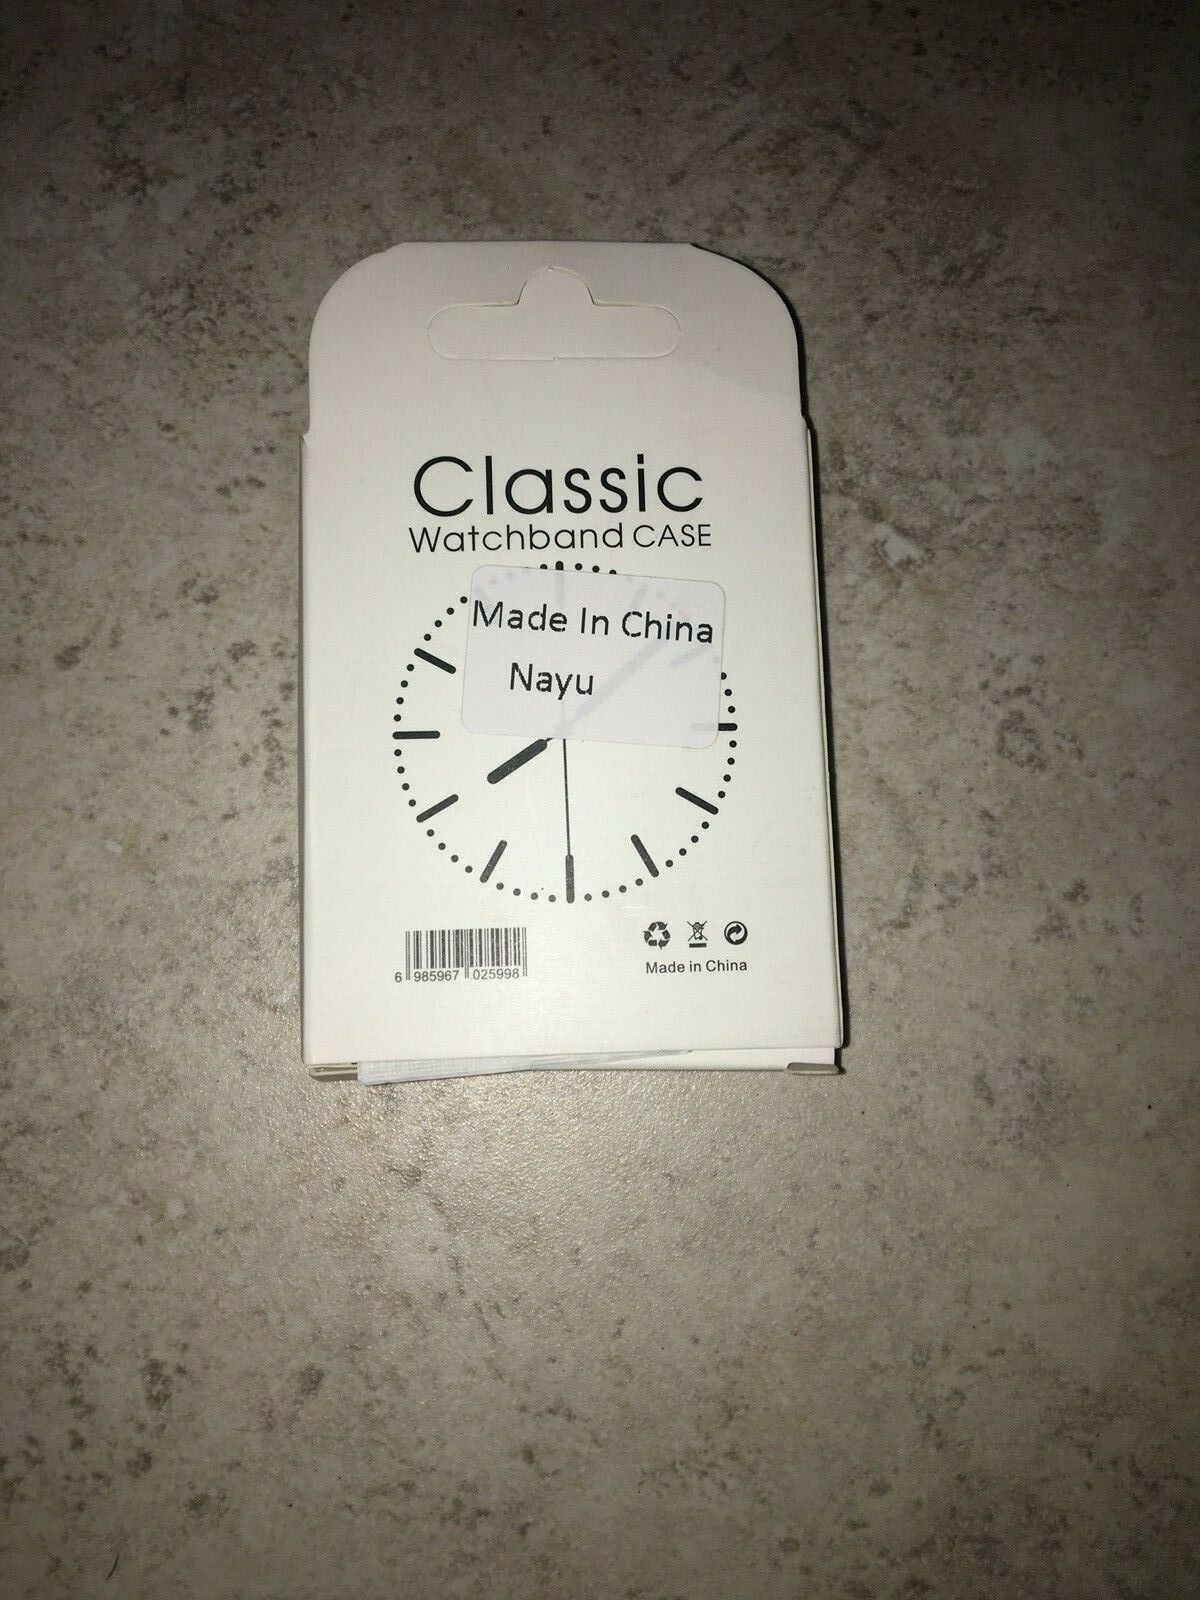 Classic
Watchband CASE
Made In China
Nayu
6 985967 025998
Made in China